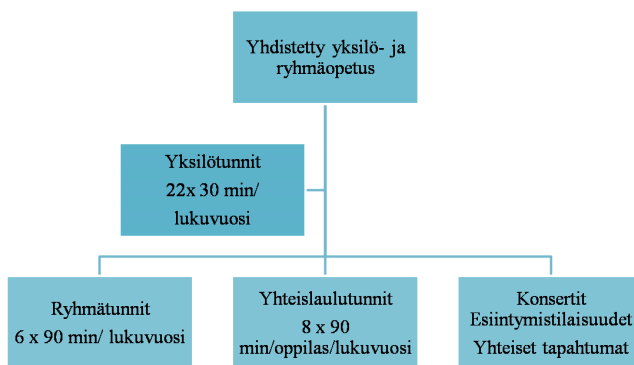 Yhdistetty yksilö- ja
ryhmäopetus
Yksilötunnit
22x 30 min/
lukuvuosi
Ryhmätunnit
6 x 90 min/ lukuvuosi
Yhteislaulutunnit
8 x 90
min/oppilas/lukuvuosi
Konsertit
Esiintymistilaisuudet
Yhteiset tapahtumat